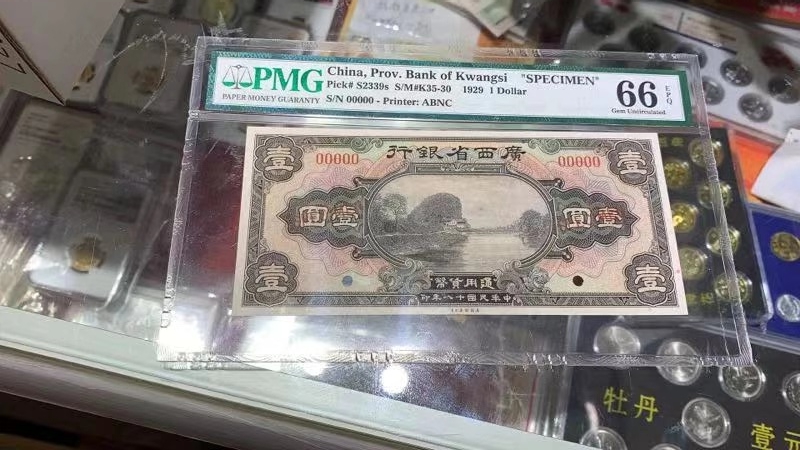 PMG
PAPER MONEY GUARANTY
China, Prov. Bank of Kwangsi "SPECIMEN"
Pick# S2339s S/M#K35-30 1929 1 Dollar
S/N 00000 - Printer: ABNC
66 EPQ
Gem Uncirculated
壹 行銀省西廣 壹
00000 00000
圓壹 圓壹
幣貨用通
壹 印年八十國民華中 壹
牡丹
壹元